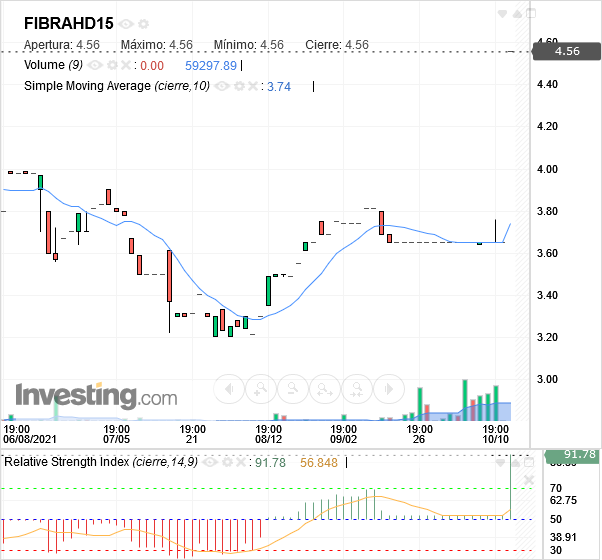 FIBRAHD15
Apertura: 4.56 Máximo: 4.56 Mínimo: 4.56 Cierre: 4.56
Volume (9) : 0.00 59297.89
Simple Moving Average (cierre,10) : 3.74
4.60
4.56
4.40
4.20
4.00
3.80
3.60
3.40
3.20
3.00
Investing.com
19:00 19:00 19:00 19:00 19:00 19:00 19:00
06/08/2021 07/05 21 08/12 09/02 26 10/10
Relative Strength Index (cierre,14,9) : 91.78 56.848
91.78
70
62.75
50
38.91
30